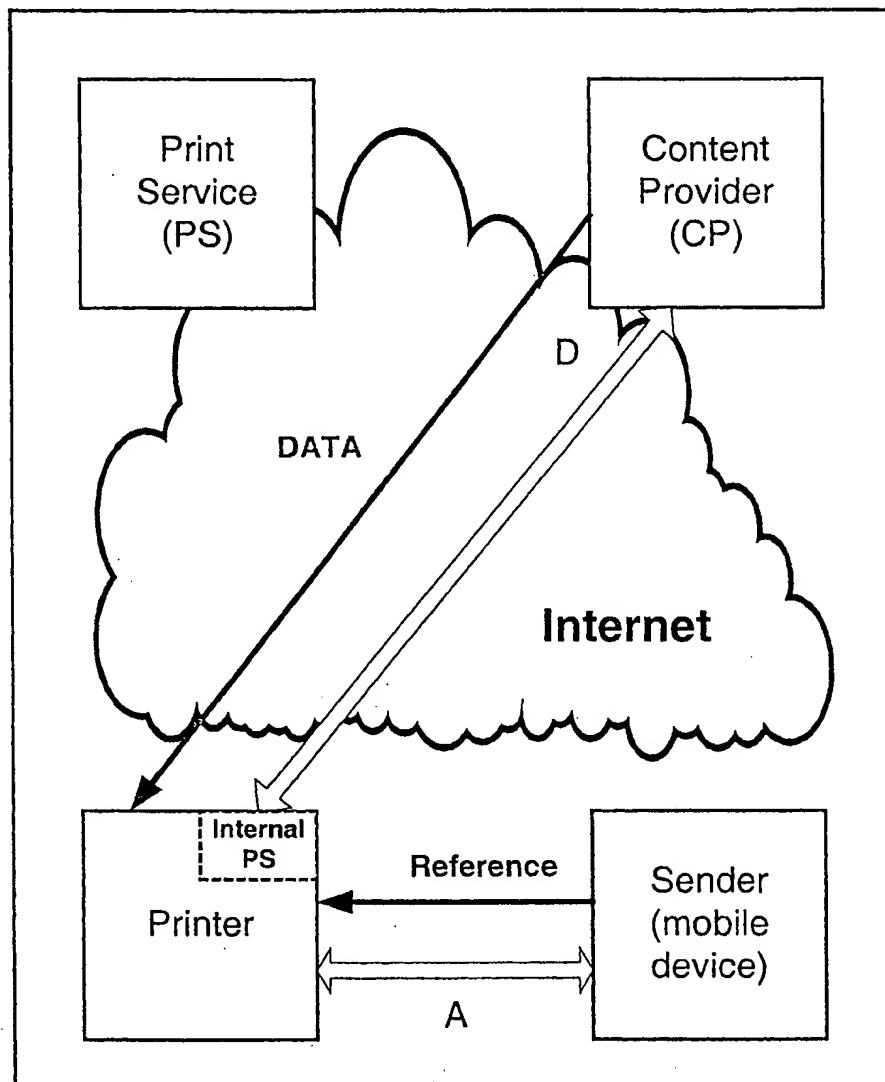 Print
Service
(PS)
Content
Provider
(CP)
D
DATA
Internet
Internal
PS
Printer
Reference
Sender
(mobile
device)
A